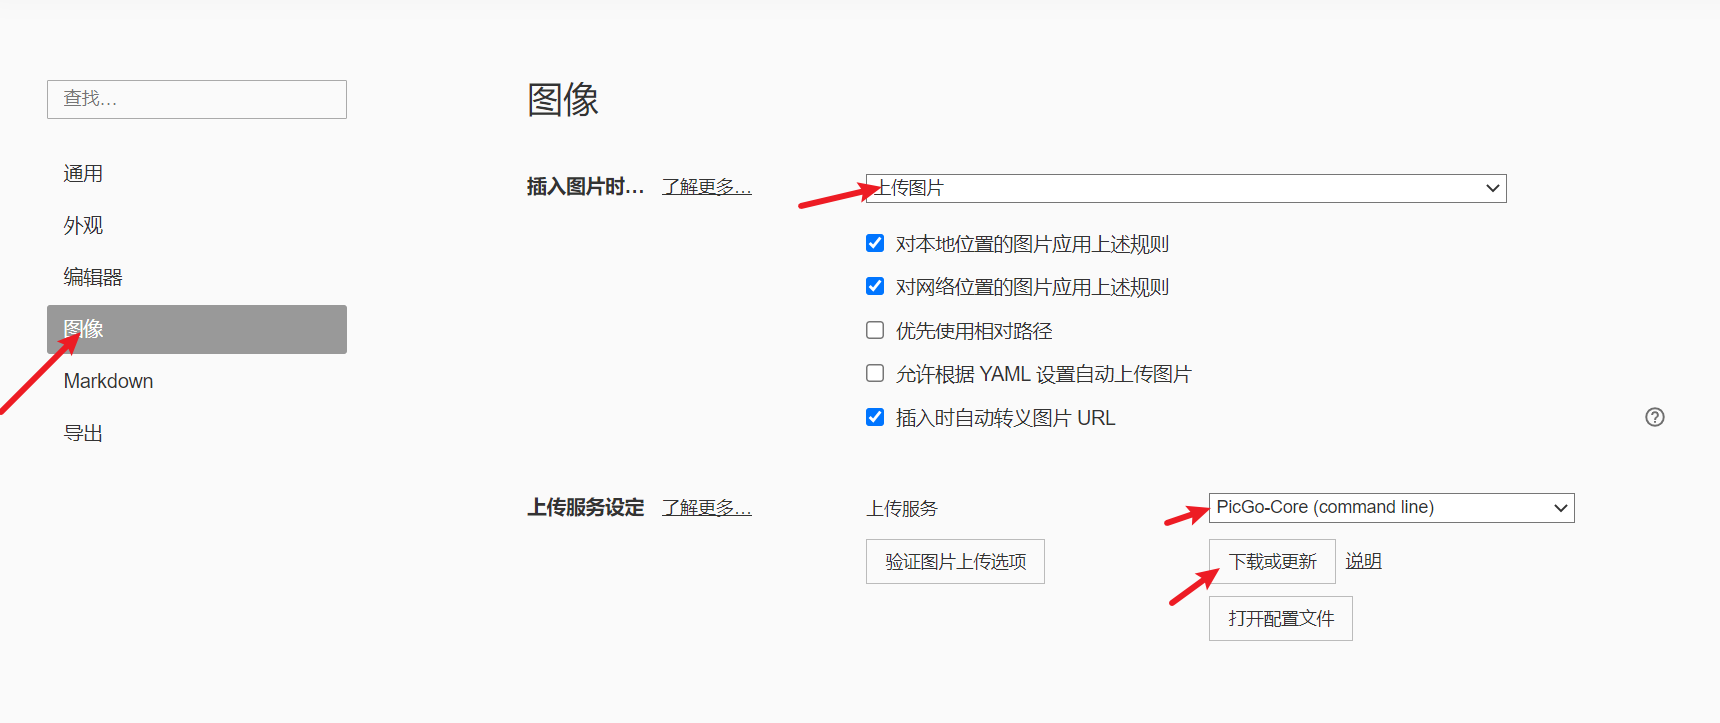 查找…
通用
外观
编辑器
图像
Markdown
导出
图像
插入图片时… 了解更多… 上传图片
对本地位置的图片应用上述规则
对网络位置的图片应用上述规则
优先使用相对路径
允许根据 YAML 设置自动上传图片
插入时自动转义图片 URL
上传服务设定 了解更多… 上传服务 PicGo-Core (command line)
验证图片上传选项 下载或更新 说明
打开配置文件